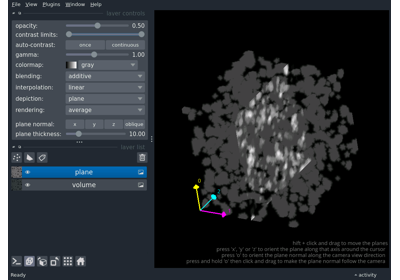 File View Plugins Window Help
layer controls
opacity: 0.50
contrast limits:
auto-contrast: once continuous
gamma: 1.00
colormap: gray
blending: additive
interpolation: linear
depiction: plane
rendering: average
plane normal: x y z oblique
plane thickness: 10.00
layer list
plane
volume
0
hift + click and drag to move the planes
press 'x', 'y' or 'z' to orient the plane along that axis around the cursor
press 'o' to orient the plane normal along the camera view direction
press and hold 'o' then click and drag to make the plane normal follow the camera
Ready
activity